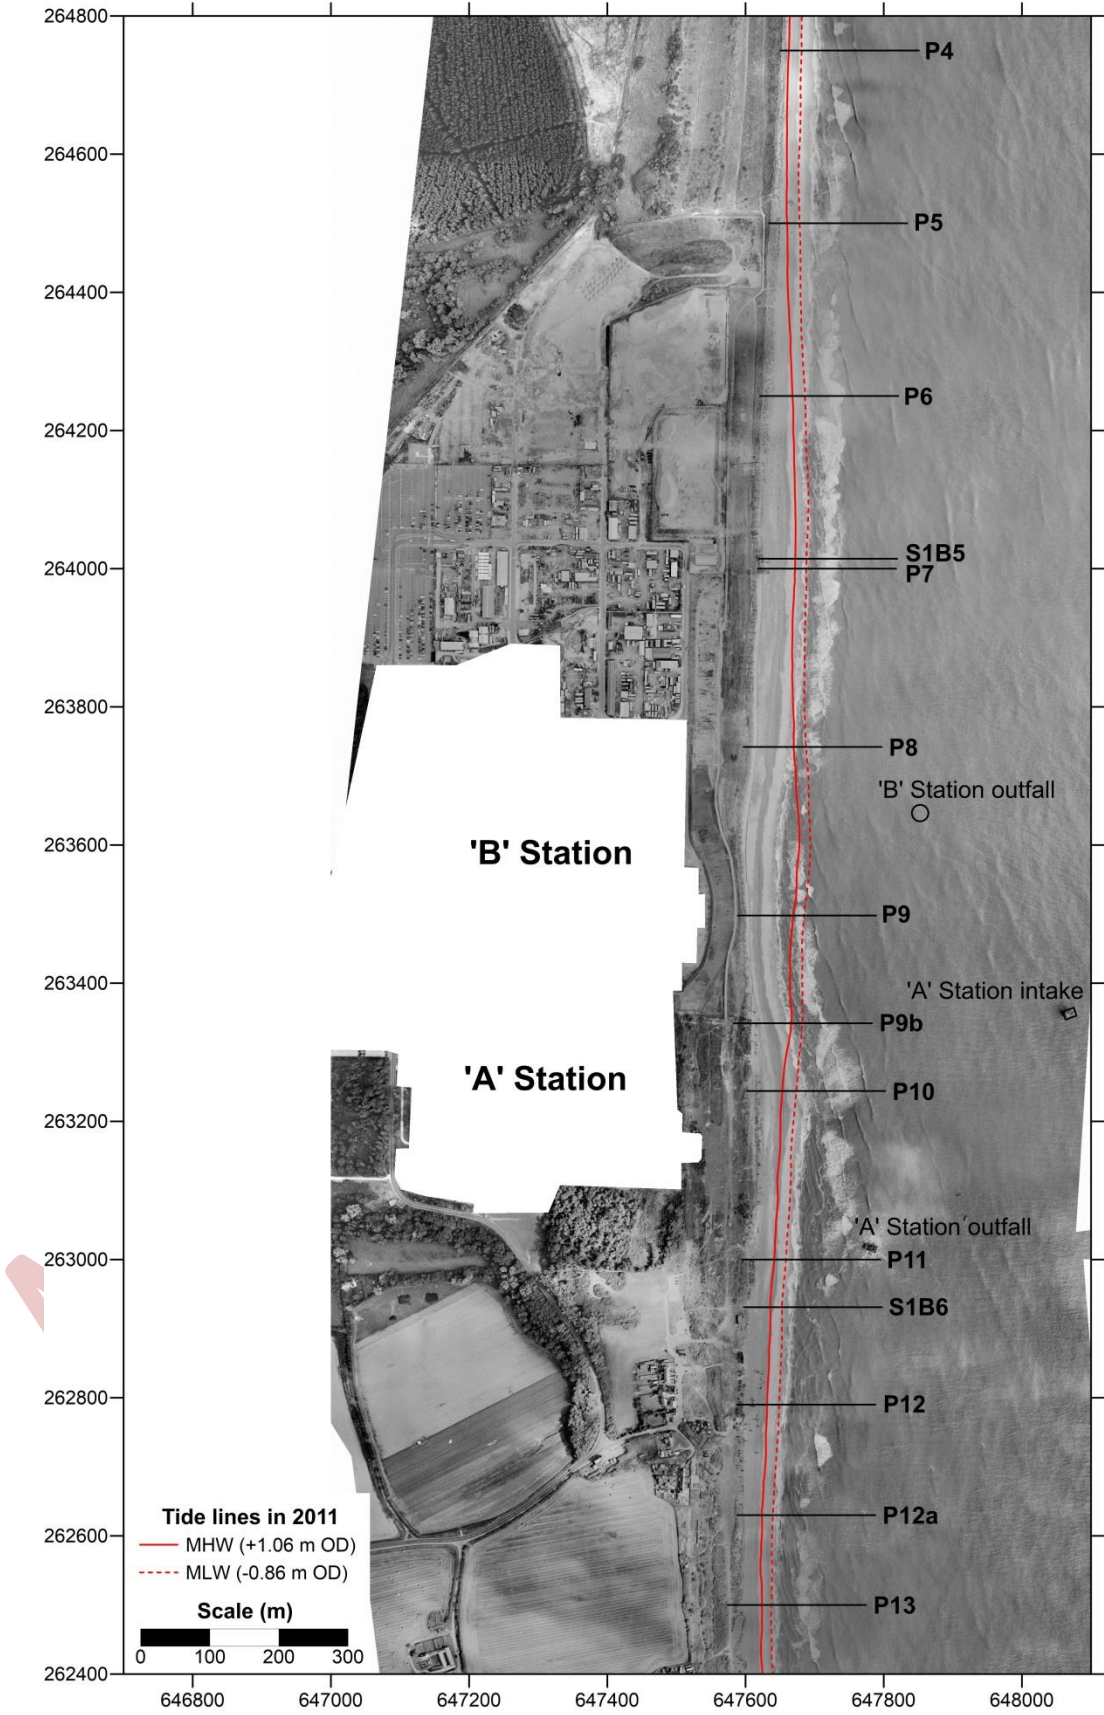 264800
P4
264600
P5
264400
P6
264200
S1B5
264000
P7
263800
P8
'B' Station outfall
263600
'B' Station
P9
263400
'A' Station intake
P9b
'A' Station
P10
263200
'A' Station outfall
263000
P11
S1B6
262800
P12
Tide lines in 2011
P12a
262600
MHW (+1.06 m OD)
MLW (-0.86 m OD)
Scale (m)
P13
0 100 200 300
262400
646800 647000 647200 647400 647600 647800 648000